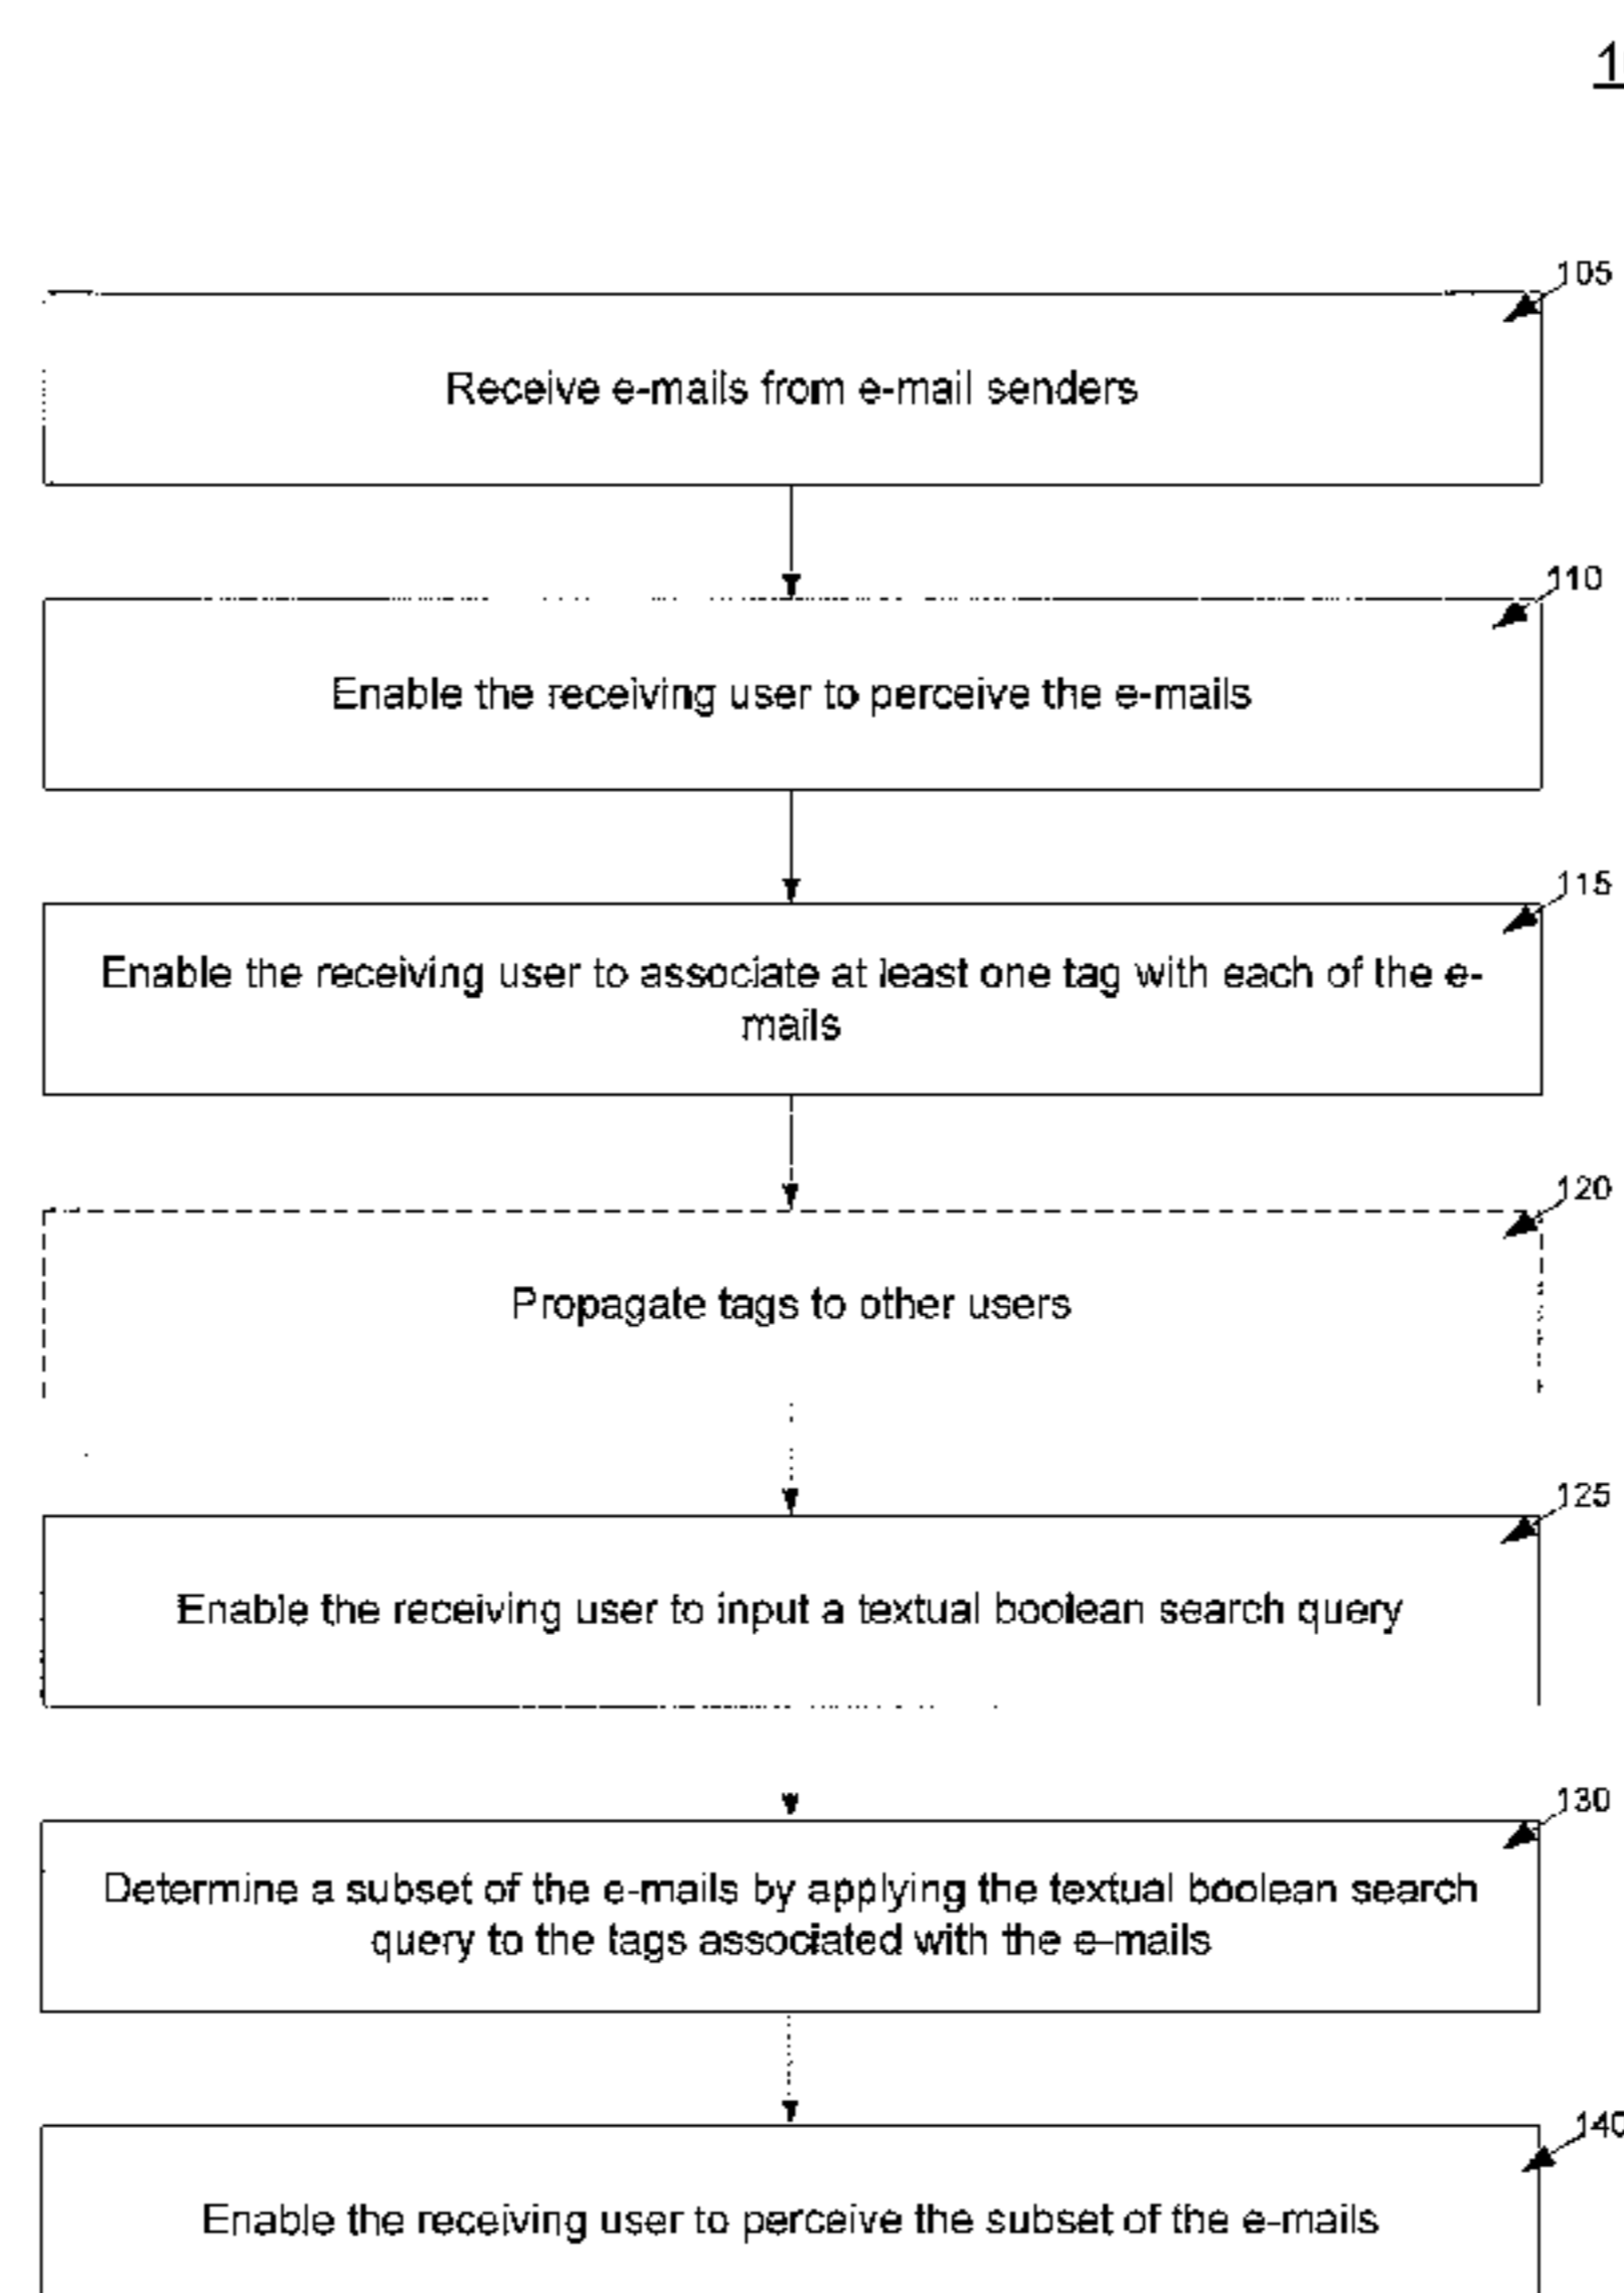 1
105
Receive e-mails from e-mail senders
110
Enable the receiving user to perceive the e-mails
115
Enable the receiving user to associate at least one tag with each of the e-
mails
120
Propagate tags to other users
125
Enable the receiving user to input a textual boolean search query
130
Determine a subset of the e-mails by applying the textual boolean search
query to the tags associated with the e-mails
140
Enable the receiving user to perceive the subset of the e-mails